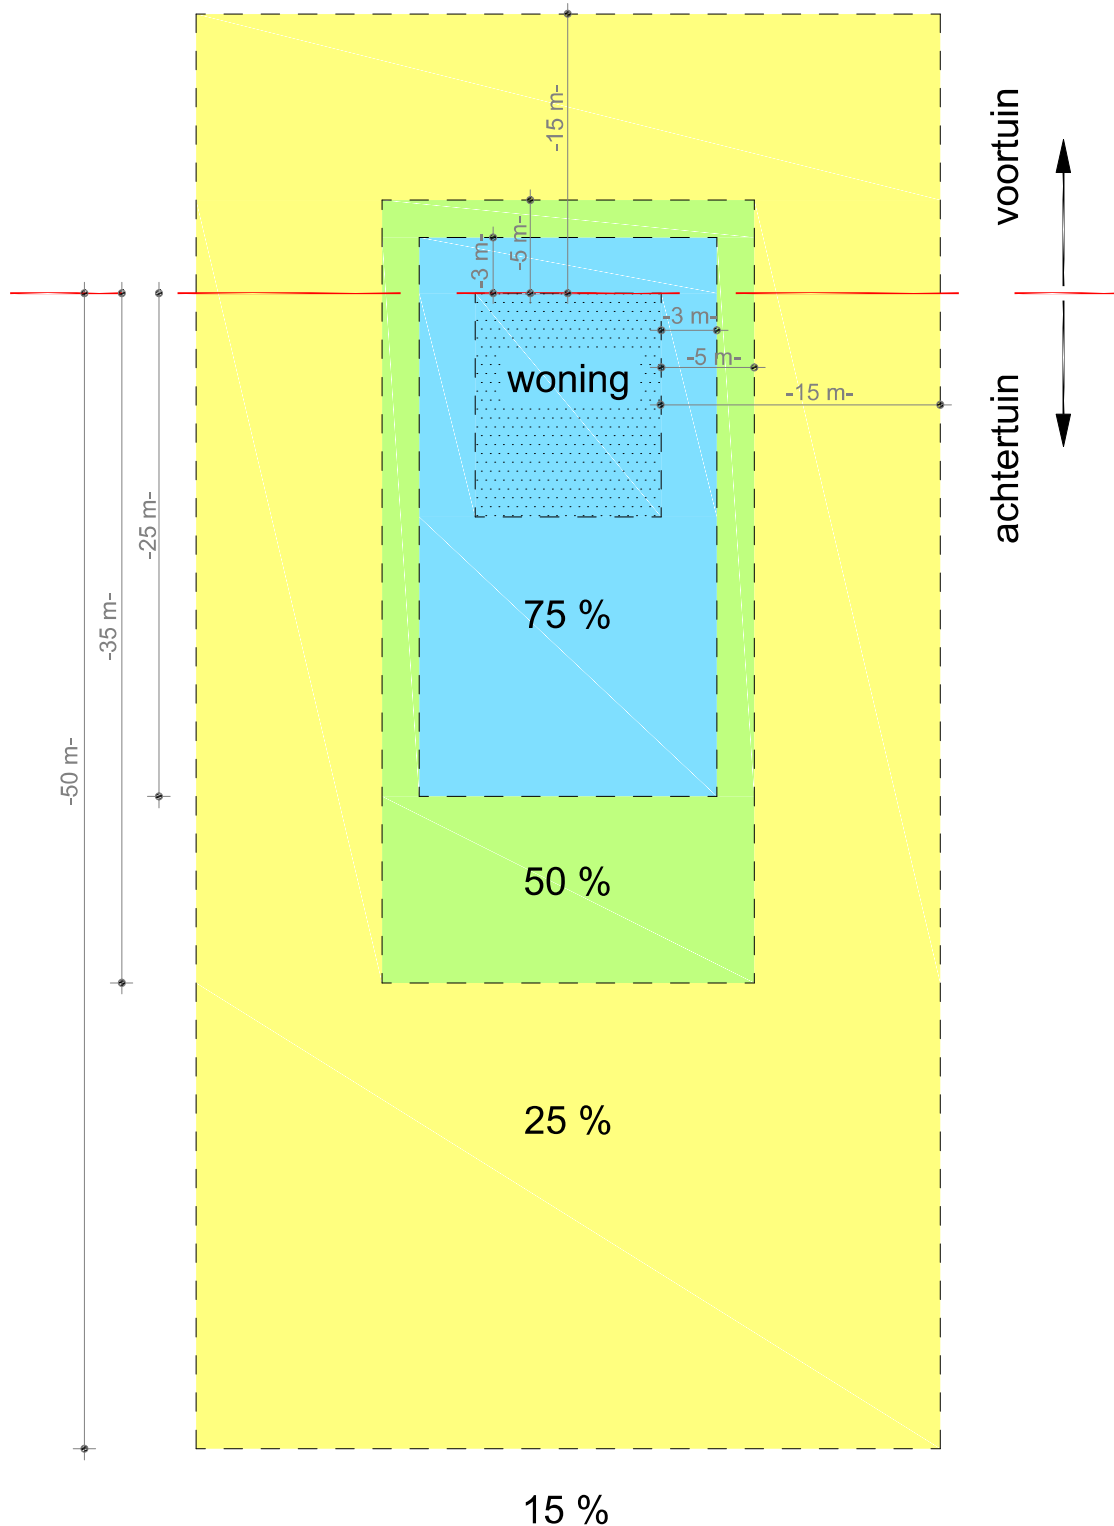 -15 m-
voortuin
-5 m-
-3 m-
-3 m-
-5 m-
woning
-15 m-
achtertuin
-25 m-
75 %
-35 m-
-50 m-
50 %
25 %
15 %